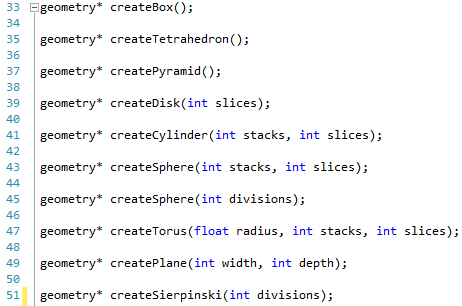 33 geometry* createBox();
34
35 geometry* createTetrahedron();
36
37 geometry* createPyramid();
38
39 geometry* createDisk(int slices);
40
41 geometry* createCylinder(int stacks, int slices);
42
43 geometry* createSphere(int stacks, int slices);
44
45 geometry* createSphere(int divisions);
46
47 geometry* createTorus(float radius, int stacks, int slices);
48
49 geometry* createPlane(int width, int depth);
50
51 geometry* createSierpinski(int divisions);